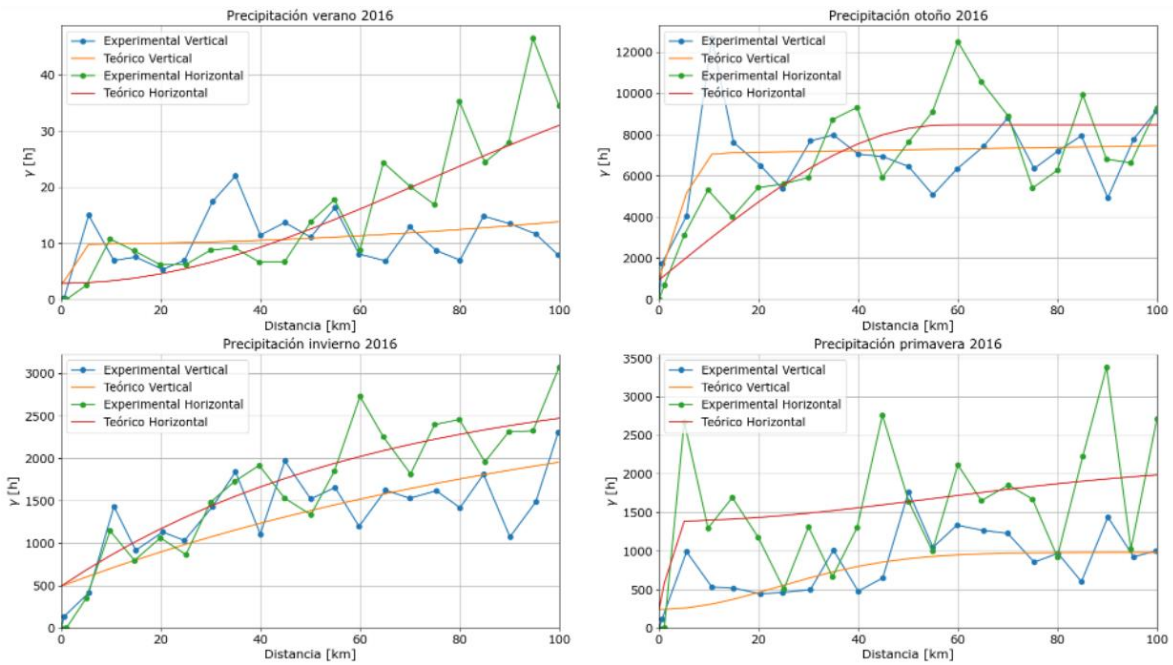 Precipitación verano 2016
Experimental Vertical
Teórico Vertical
Experimental Horizontal
Teórico Horizontal
40
30
20
10
0
γ [h]
0 20 40 60 80 100
Distancia [km]
Precipitación otoño 2016
Experimental Vertical
Teórico Vertical
Experimental Horizontal
Teórico Horizontal
12000
10000
8000
6000
4000
2000
0
γ [h]
0 20 40 60 80 100
Distancia [km]
Precipitación invierno 2016
Experimental Vertical
Teórico Vertical
Experimental Horizontal
Teórico Horizontal
3000
2500
2000
1500
1000
500
0
γ [h]
0 20 40 60 80 100
Distancia [km]
Precipitación primavera 2016
Experimental Vertical
Teórico Vertical
Experimental Horizontal
Teórico Horizontal
3500
3000
2500
2000
1500
1000
500
0
γ [h]
0 20 40 60 80 100
Distancia [km]